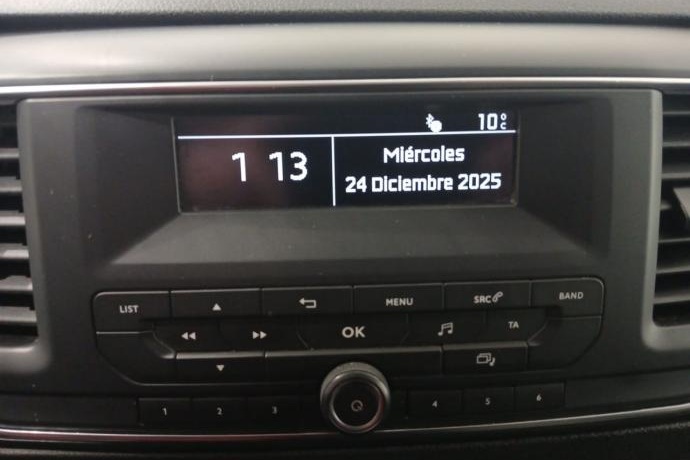 10°C
1 13
Miércoles
24 Diciembre 2025
LIST
MENU
SRC
BAND
OK
TA
1 2 3 4 5 6